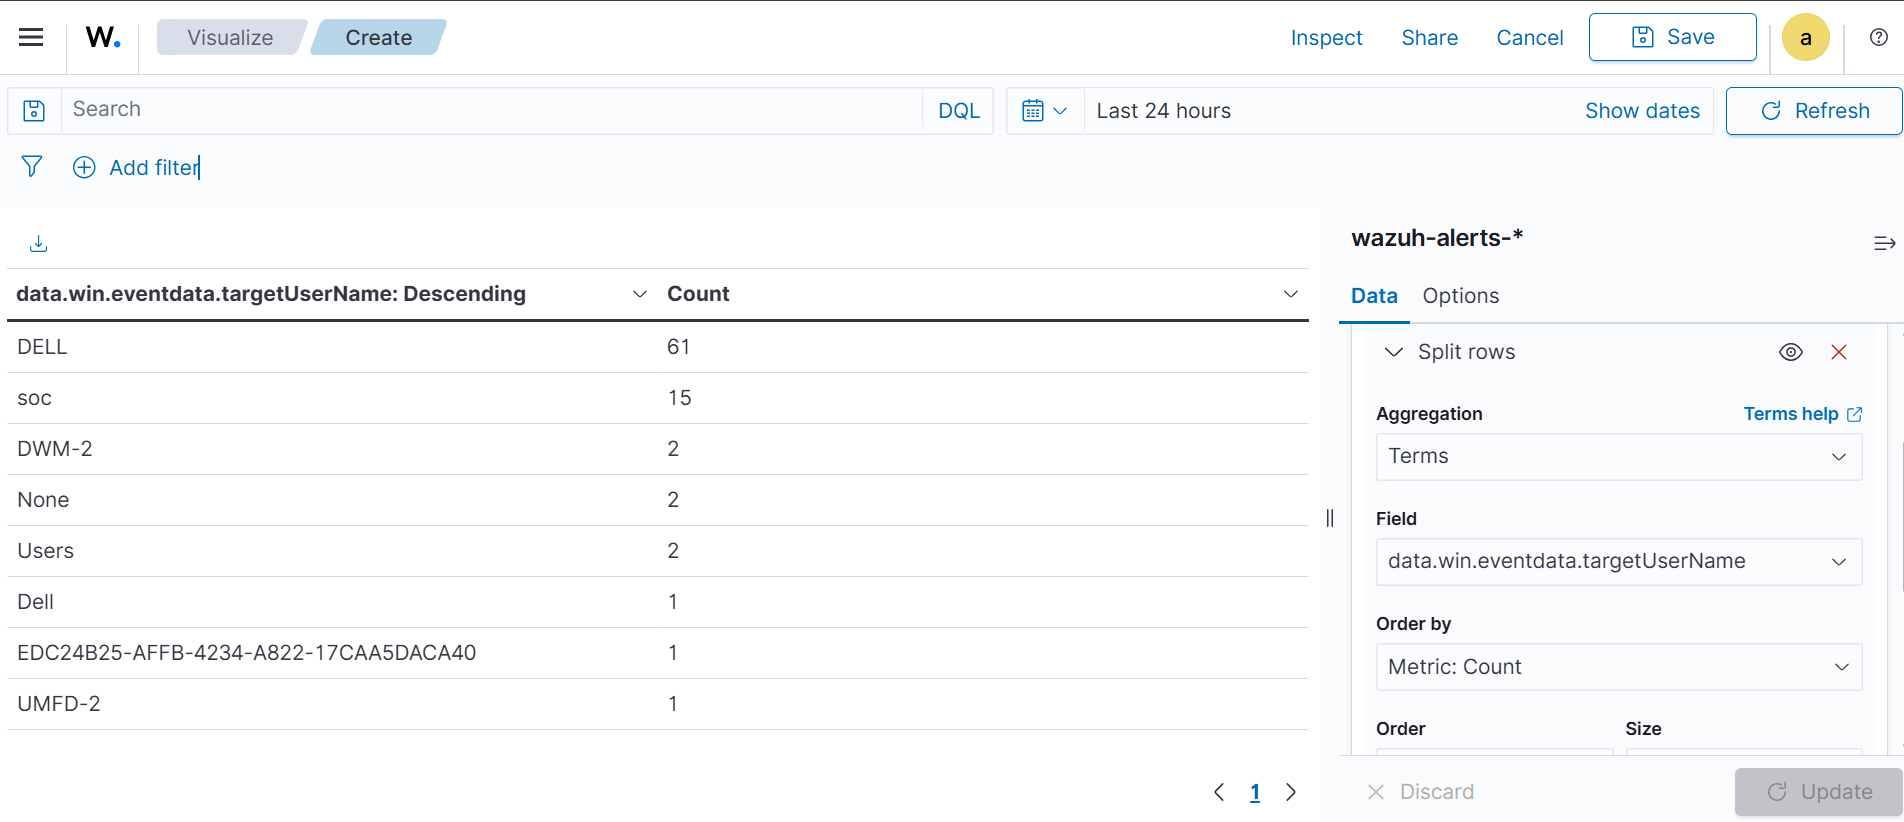 W. Visualize Create Inspect Share Cancel Save a
Search DQL Last 24 hours Show dates Refresh
Add filter
wazuh-alerts-*
data.win.eventdata.targetUserName: Descending Count
DELL 61
soc 15
DWM-2 2
None 2
Users 2
Dell 1
EDC24B25-AFFB-4234-A822-17CAA5DACA40 1
UMFD-2 1
1
Data Options
Split rows
Aggregation Terms help
Terms
Field
data.win.eventdata.targetUserName
Order by
Metric: Count
Order Size
Discard Update